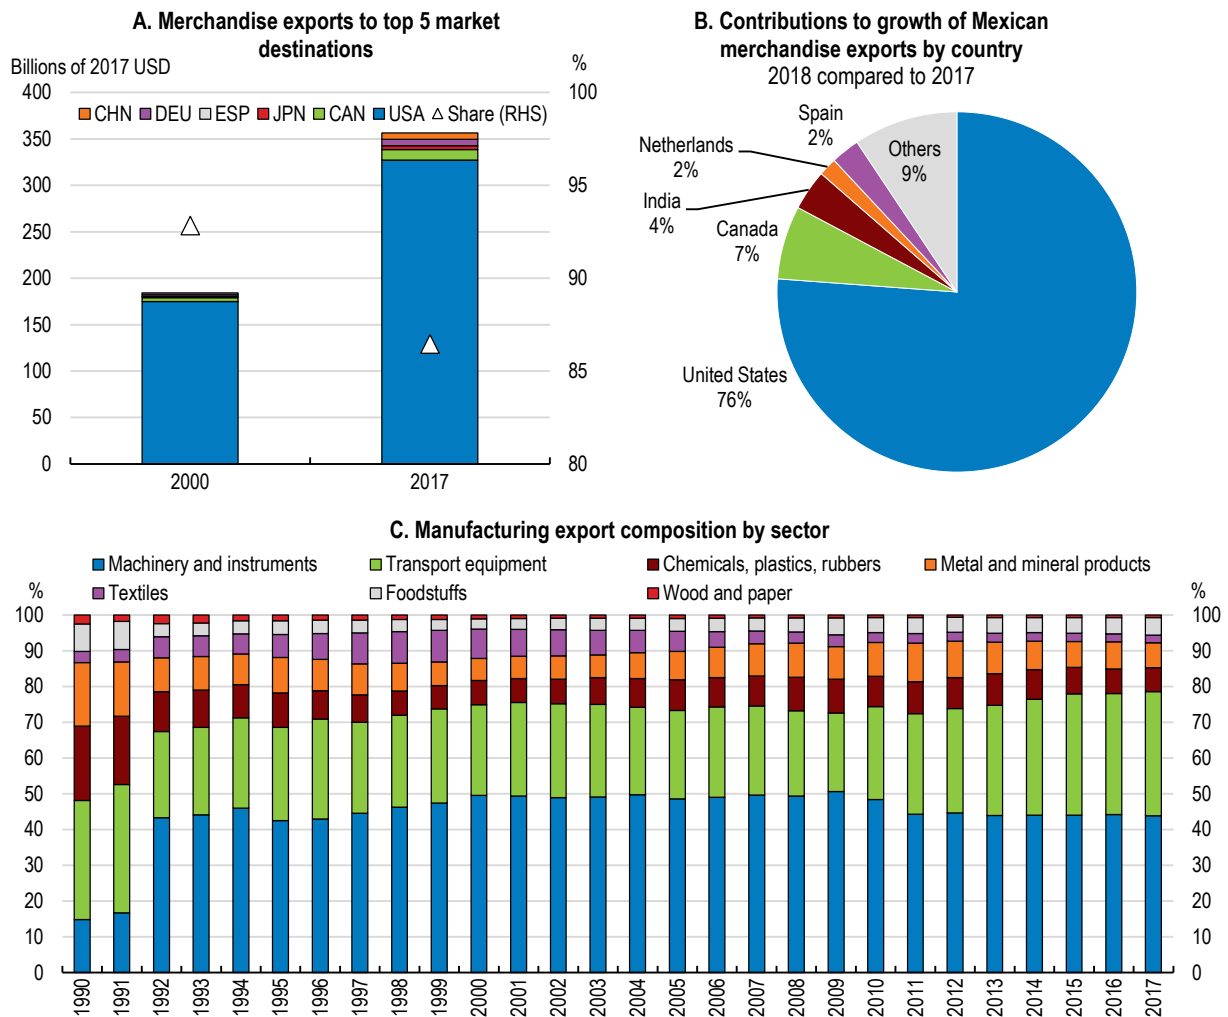 A. Merchandise exports to top 5 market
destinations
Billions of 2017 USD
%
400
350
300
250
200
150
100
50
0
100
95
90
85
80
CHN DEU ESP JPN CAN USA Share (RHS)
2000 2017
B. Contributions to growth of Mexican
merchandise exports by country
2018 compared to 2017
Spain
2%
Netherlands
2%
Others
9%
India
4%
Canada
7%
United States
76%
C. Manufacturing export composition by sector
Machinery and instruments Transport equipment Chemicals, plastics, rubbers Metal and mineral products
Textiles Foodstuffs Wood and paper
% %
100 100
90 90
80 80
70 70
60 60
50 50
40 40
30 30
20 20
10 10
0 0
1990 1991 1992 1993 1994 1995 1996 1997 1998 1999 2000 2001 2002 2003 2004 2005 2006 2007 2008 2009 2010 2011 2012 2013 2014 2015 2016 2017